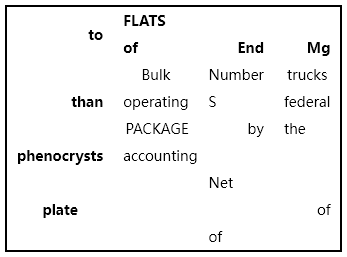 to FLATS
of End Mg
Bulk Number trucks
than operating S federal
PACKAGE by the
phenocrysts accounting
Net
plate of
of